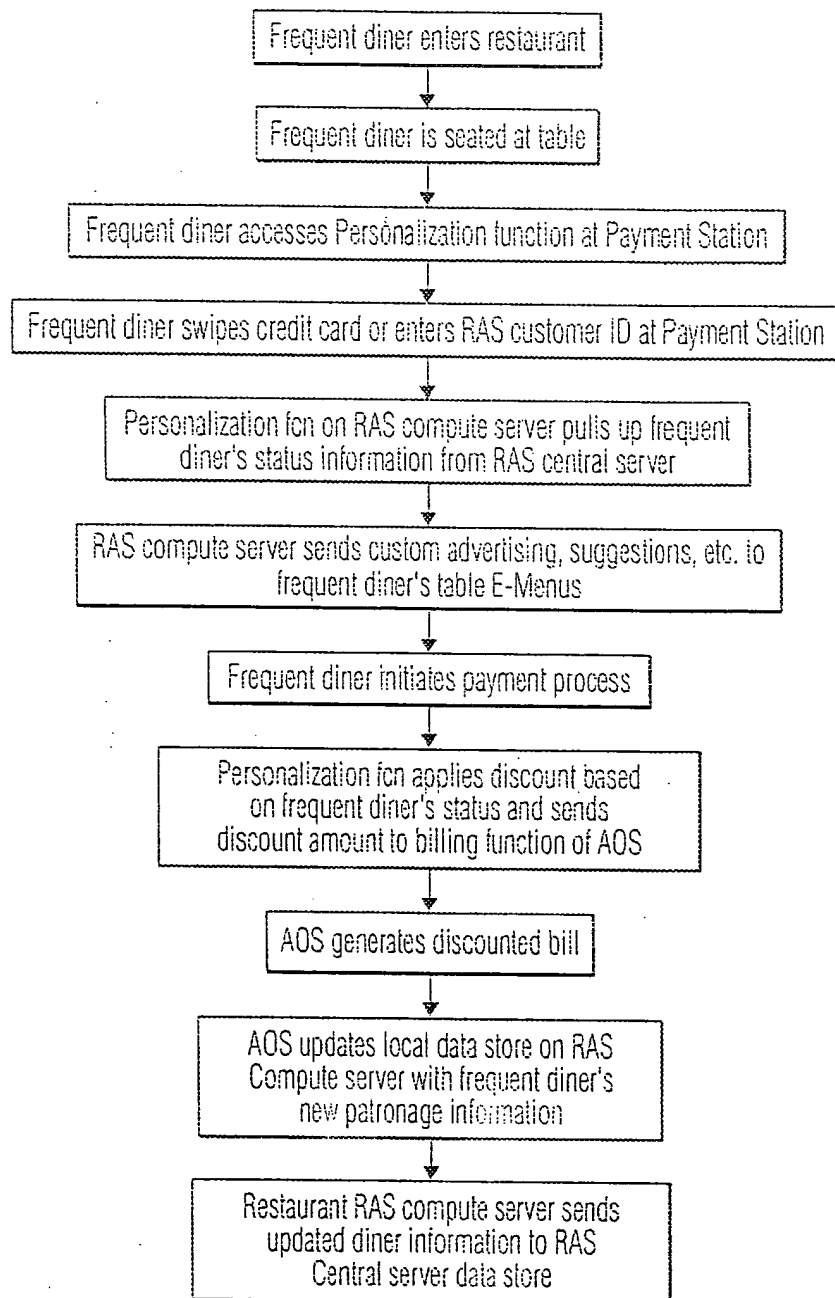 Frequent diner enters restaurant
Frequent diner is seated at table
Frequent diner accesses Personalization function at Payment Station
Frequent diner swipes credit card or enters RAS customer ID at Payment Station
Personalization fcn on RAS compute server pulls up frequent
diner's status information from RAS central server
RAS compute server sends custom advertising, suggestions, etc. to
frequent diner's table E-Menus
Frequent diner initiates payment process
Personalization fcn applies discount based
on frequent diner's status and sends
discount amount to billing function of AOS
AOS generates discounted bill
AOS updates local data store on RAS
Compute server with frequent diner's
new patronage information
Restaurant RAS compute server sends
updated diner information to RAS
Central server data store